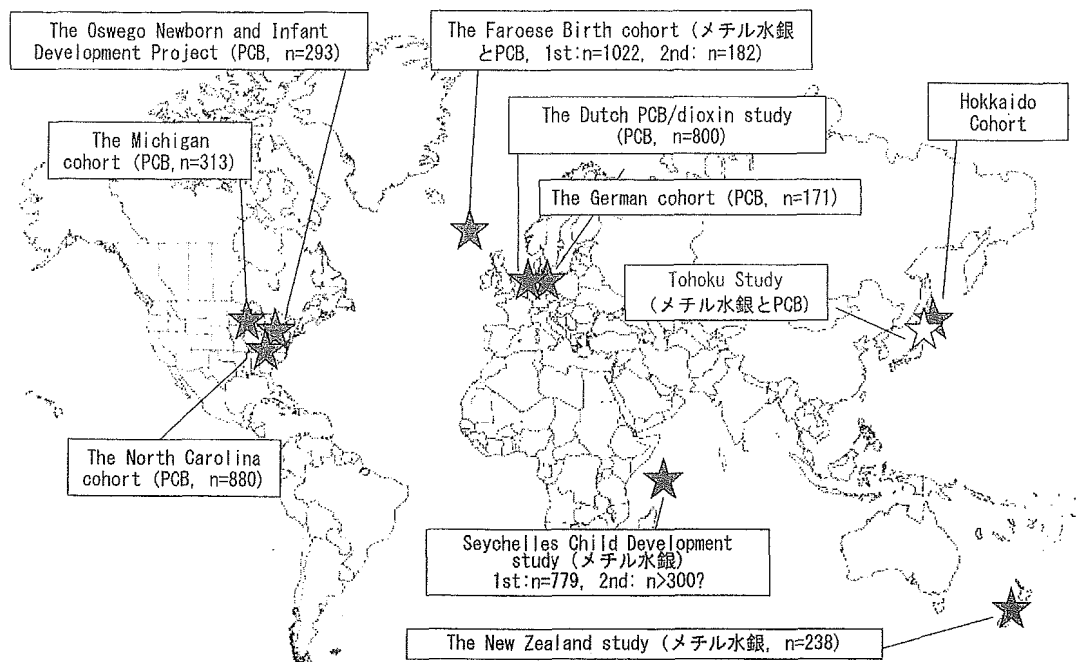 The Oswego Newborn and Infant
Development Project (PCB, n=293)
The Faroese Birth cohort (メチル水銀
とPCB, 1st:n=1022, 2nd: n=182)
The Michigan
cohort (PCB,n=313)
The Dutch PCB/dioxin study
(PCB, n=800)
Hokkaido
Cohort
The German cohort (PCB, n=171)
Tohoku Study
(メチル水銀とPCB)
The North Carolina
cohort (PCB, n=880)
Seychelles Child Development
study (メチル水銀)
1st:n=779, 2nd: n>300?
The New Zealand study (メチル水銀, n=238)